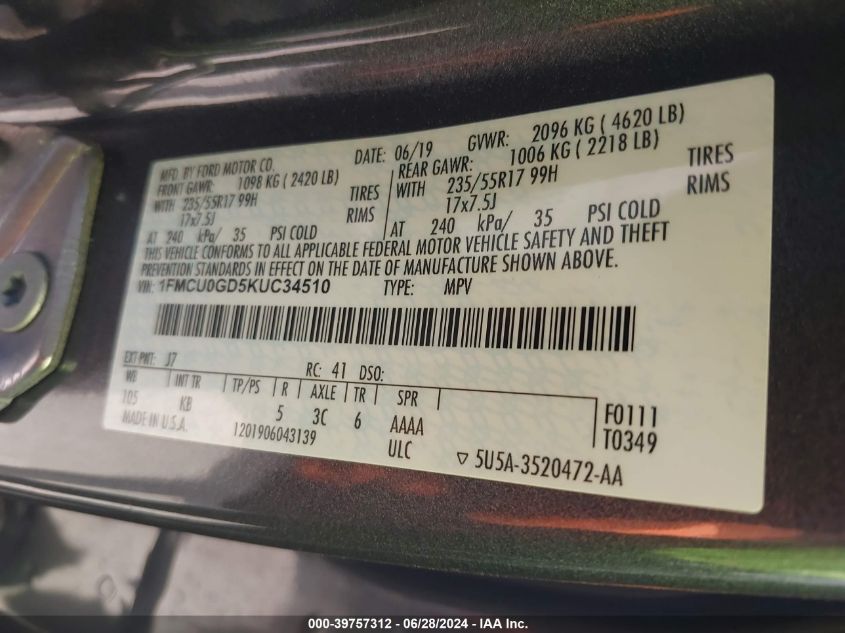 MFD. BY FORD MOTOR CO.
DATE: 06/19 GVWR: 2096 KG ( 4620 LB)
FRONT GAWR: 1098 KG ( 2420 LB)
REAR GAWR: 1006 KG ( 2218 LB)
WITH 235/55R17 99H TIRES
WITH 235/55R17 99H TIRES
17x7.5J RIMS
17x7.5J RIMS
AT 240 kPa/ 35 PSI COLD
AT 240 kPa/ 35 PSI COLD
THIS VEHICLE CONFORMS TO ALL APPLICABLE FEDERAL MOTOR VEHICLE SAFETY AND THEFT
PREVENTION STANDARDS IN EFFECT ON THE DATE OF MANUFACTURE SHOWN ABOVE.
VIN: 1FMCU0GD5KUC34510 TYPE: MPV
EXT PNT: J7 RC: 41 DSO:
WB INT TR TP/PS R AXLE TR SPR
105 KB 5 3C 6 AAAA
F0111
MADE IN U.S.A. 1201906043139 ULC
T0349
▽ 5U5A-3520472-AA
000-39757312 - 06/28/2024 - IAA Inc.